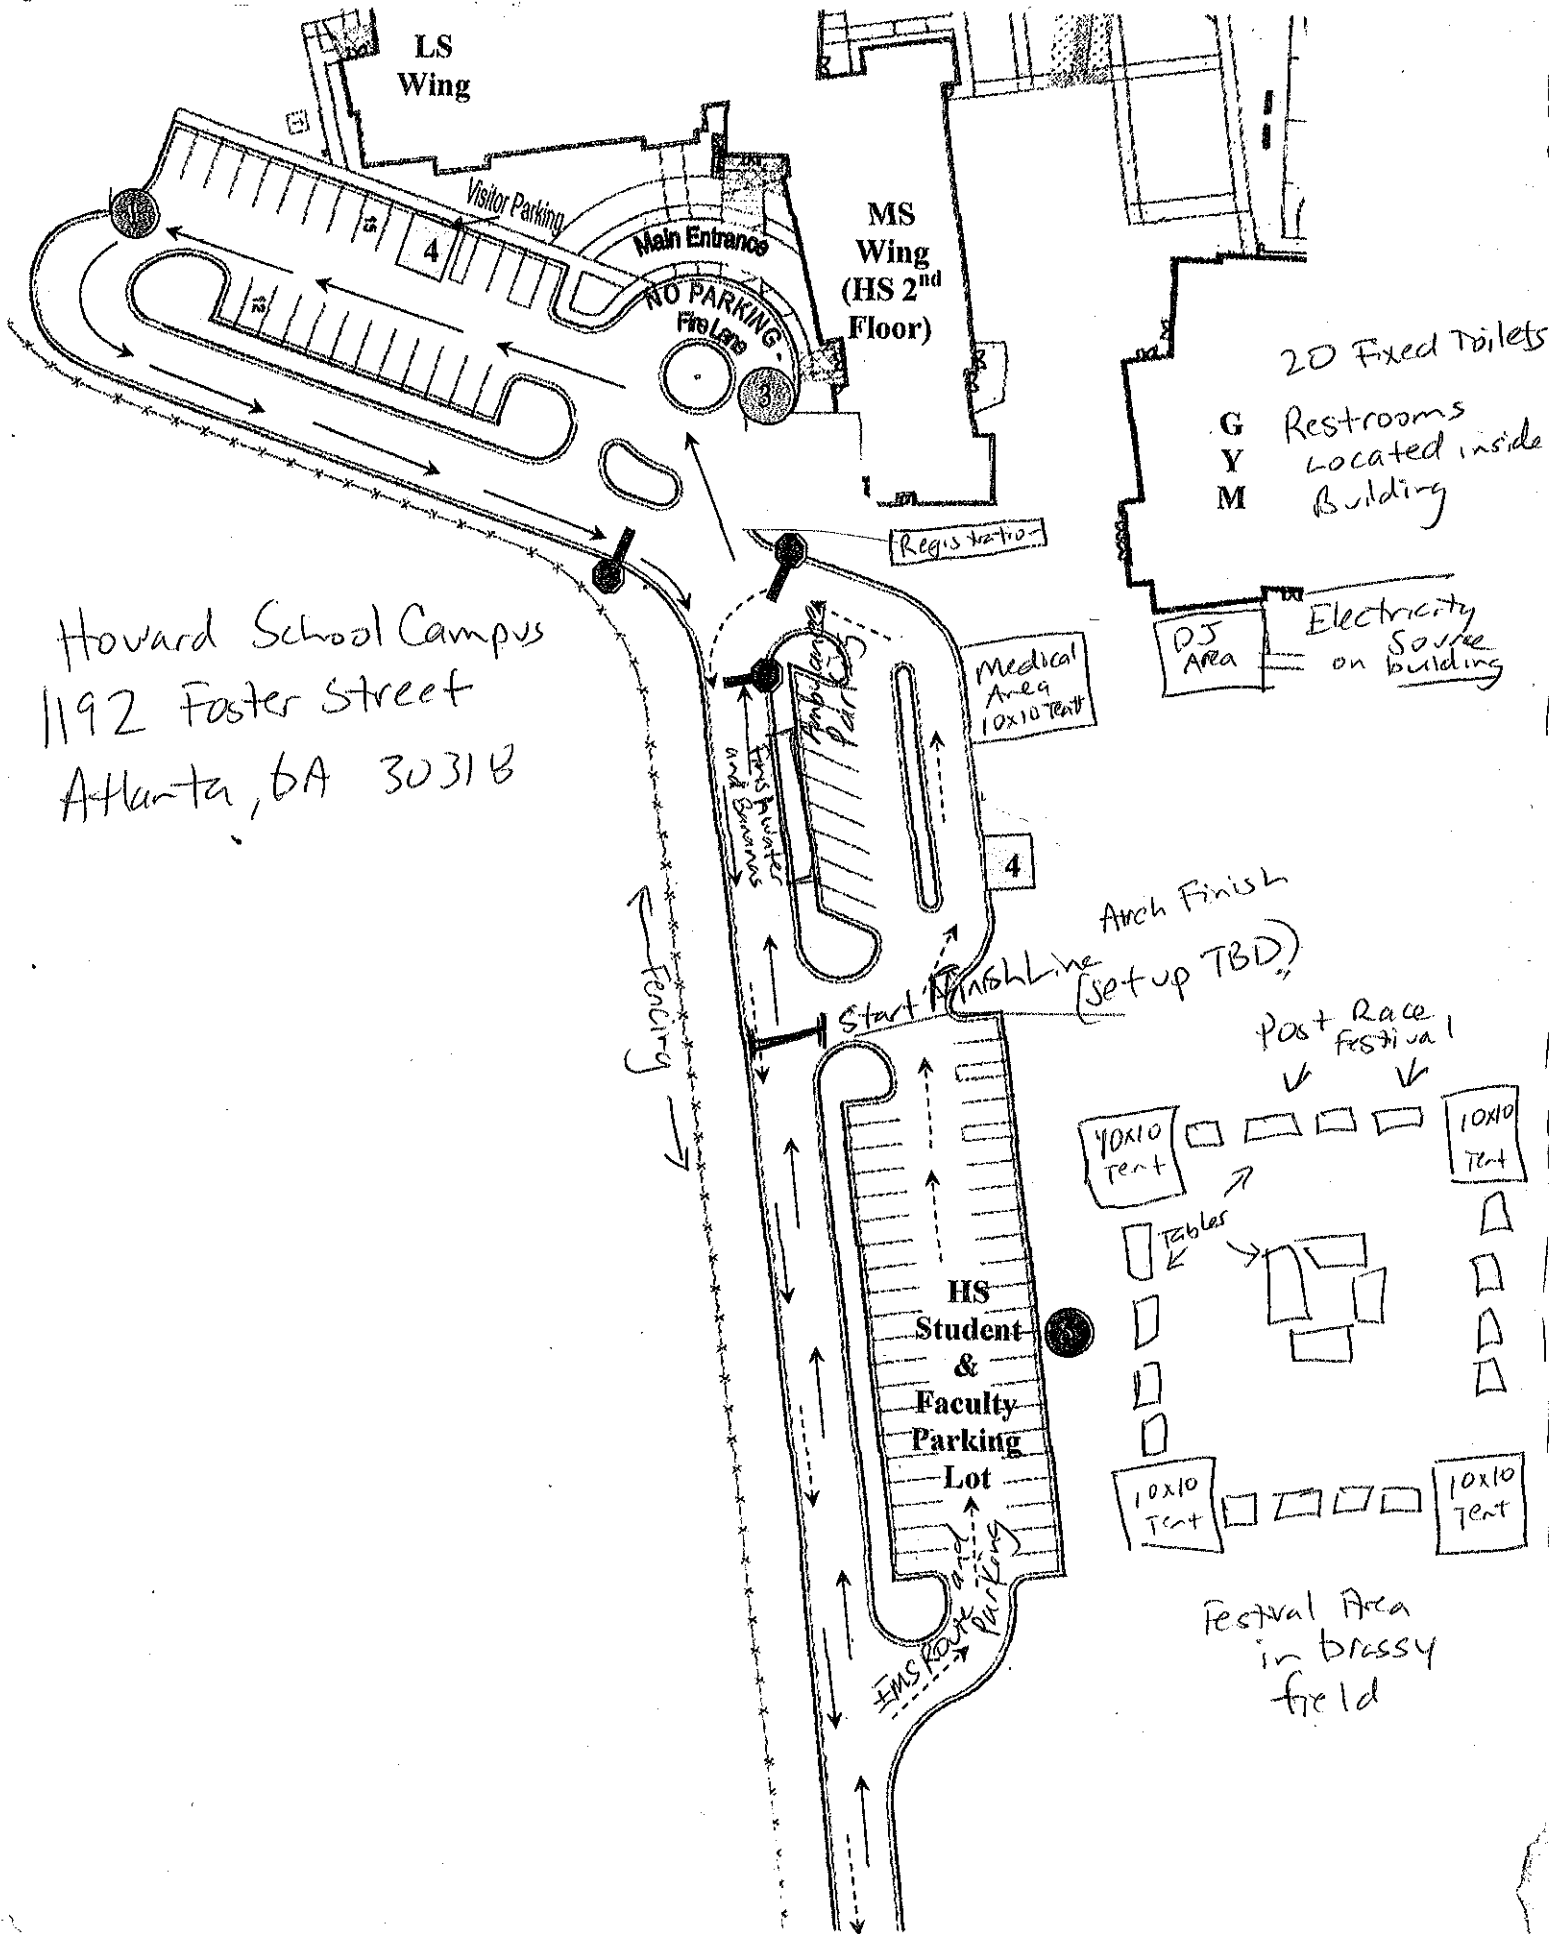 LS
Wing
Visitor Parking
4
Main Entrance
NO PARKING -
Fire Lane
3
MS
Wing
(HS 2nd
Floor)
20 Fixed Toilets
G
Y
M
Restrooms
Located inside
Building
Registration
Howard School Campus
1192 Foster Street
Atlanta, GA 30318
DJ
Area
Electricity
Source
on building
Medical
Area
10x10 Tent
Ambulance
Parking
Finish Water
and Bananas
4
Fencing
Start/Finish Line
Arch Finish
(set up TBD)
Post Race
Festival
10x10
Tent
10x10
Tent
Tables
HS
Student
&
Faculty
Parking
Lot
10x10
Tent
10x10
Tent
EMS Route and
Parking
Festival Area
in Grassy
field